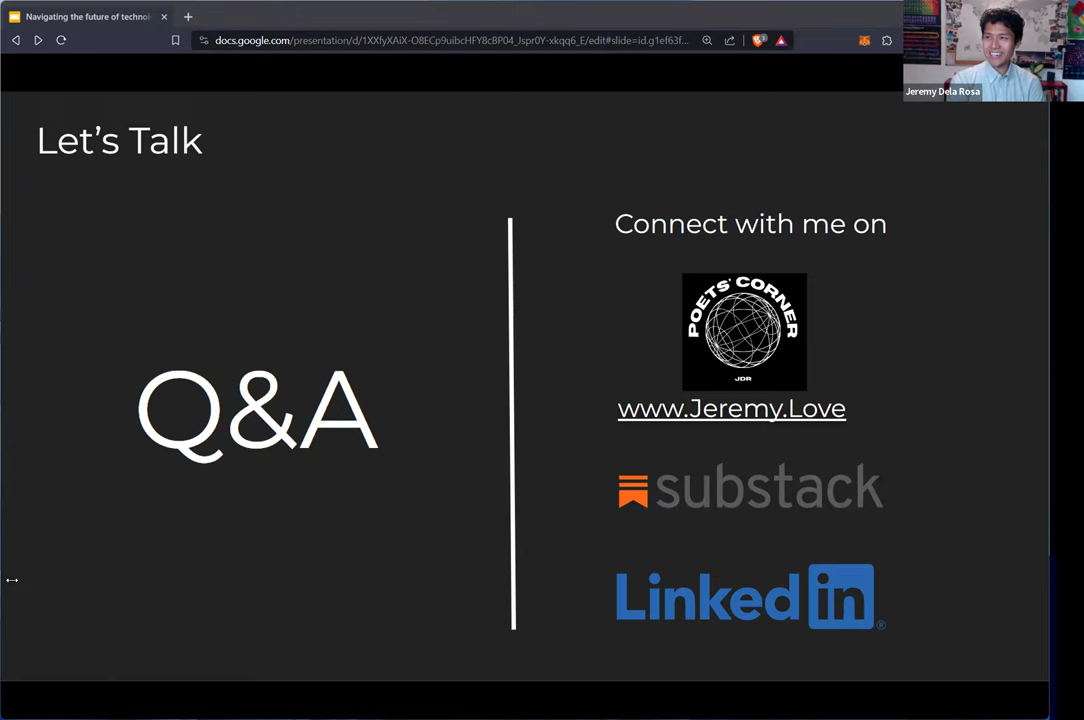 Navigating the future of technol
docs.google.com/presentation/d/1XXfyXAiX-O8ECp9uibcHFY8cBP04_Jspr0Y-xkqq6_E/edit#slide=id.g1ef63f...
Jeremy Dela Rosa
Let's Talk
Connect with me on
POETS' CORNER
JDR
www.Jeremy.Love
Q&A
substack
Linkedin®